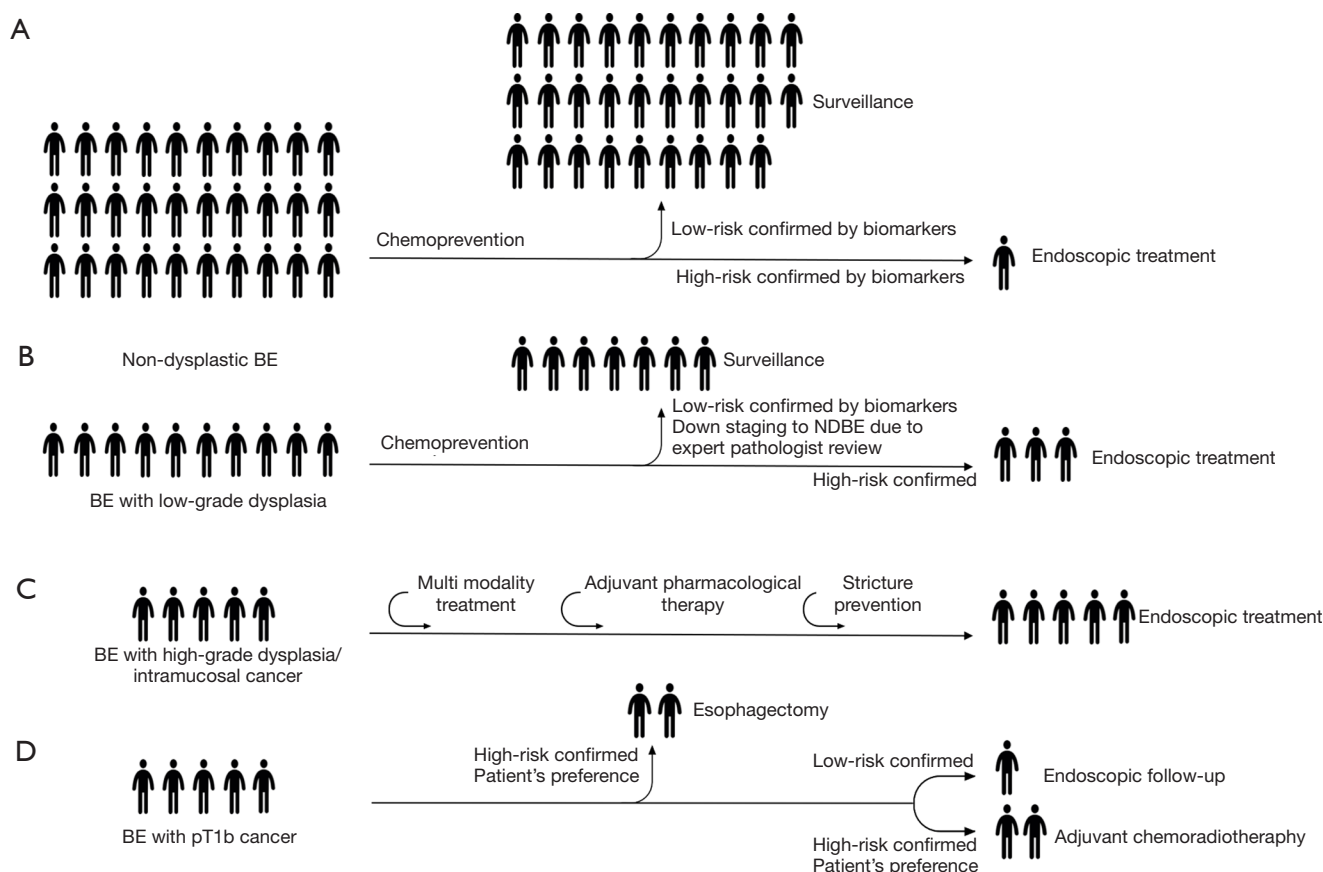 A
Surveillance
Chemoprevention
Low-risk confirmed by biomarkers
High-risk confirmed by biomarkers
Endoscopic treatment
B
Non-dysplastic BE
Surveillance
Chemoprevention
Low-risk confirmed by biomarkers
Down staging to NDBE due to
expert pathologist review
High-risk confirmed
Endoscopic treatment
BE with low-grade dysplasia
C
Multi modality
treatment
Adjuvant pharmacological
therapy
Stricture
prevention
Endoscopic treatment
BE with high-grade dysplasia/
intramucosal cancer
Esophagectomy
D
High-risk confirmed
Patient's preference
Low-risk confirmed
Endoscopic follow-up
BE with pT1b cancer
High-risk confirmed
Patient's preference
Adjuvant chemoradiotheraphy